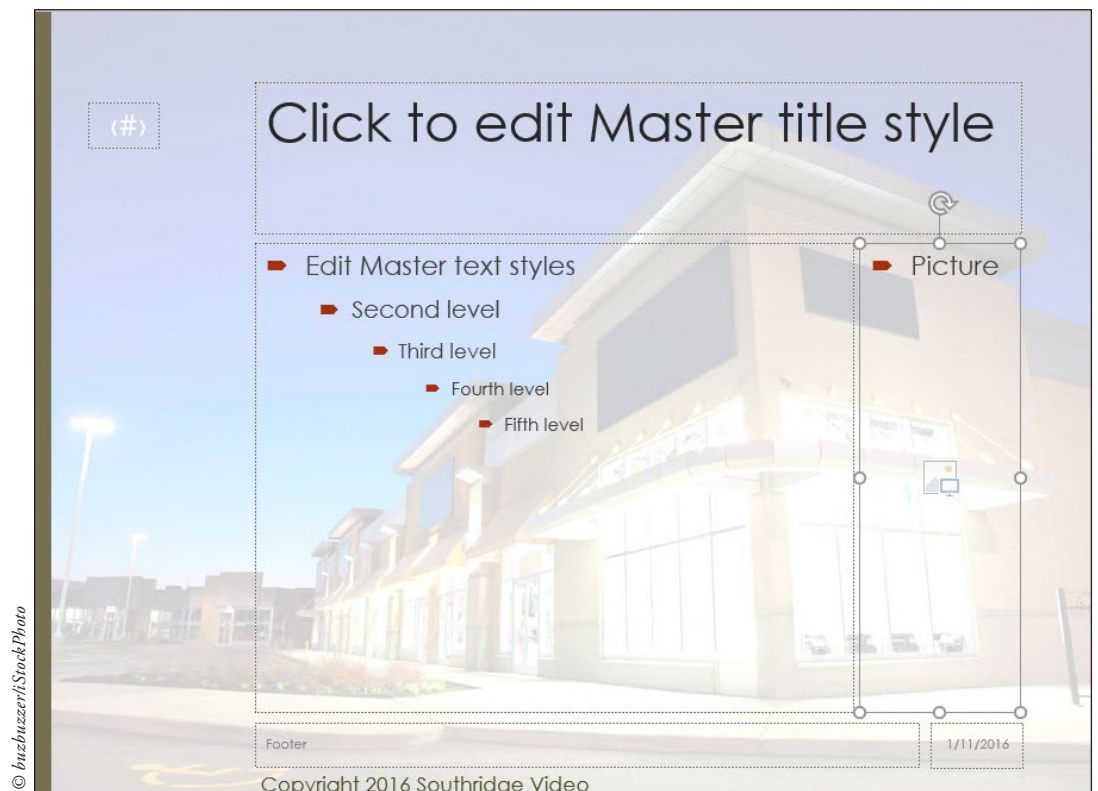 ‹#›
Click to edit Master title style
Edit Master text styles
Second level
Third level
Fourth level
Fifth level
Picture
Footer
1/11/2016
Copyright 2016 Southridge Video
© buzbuzzer/iStockPhoto